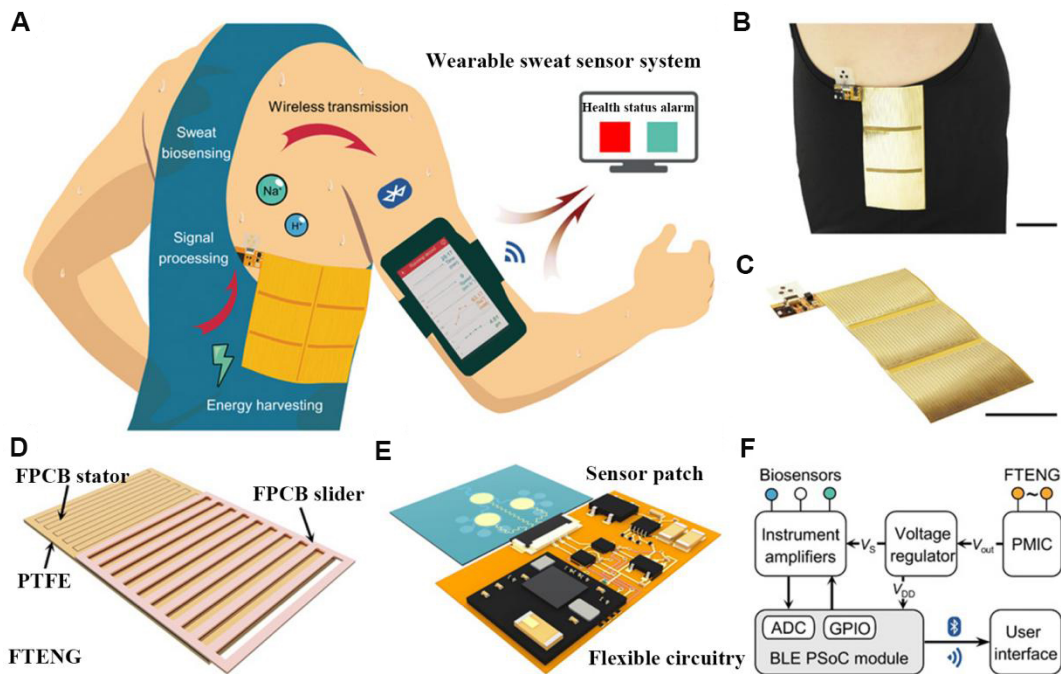 A
Wearable sweat sensor system
Wireless transmission
Health status alarm
Sweat
biosensing
Na⁺
H⁺
Signal
processing
Energy harvesting
B
C
D
FPCB stator
FPCB slider
PTFE
FTENG
E
Sensor patch
Flexible circuitry
F
Biosensors
FTENG
~
Instrument
amplifiers
Vs
Voltage
regulator
Vout
PMIC
VDD
ADC
GPIO
BLE PSoC module
User
interface